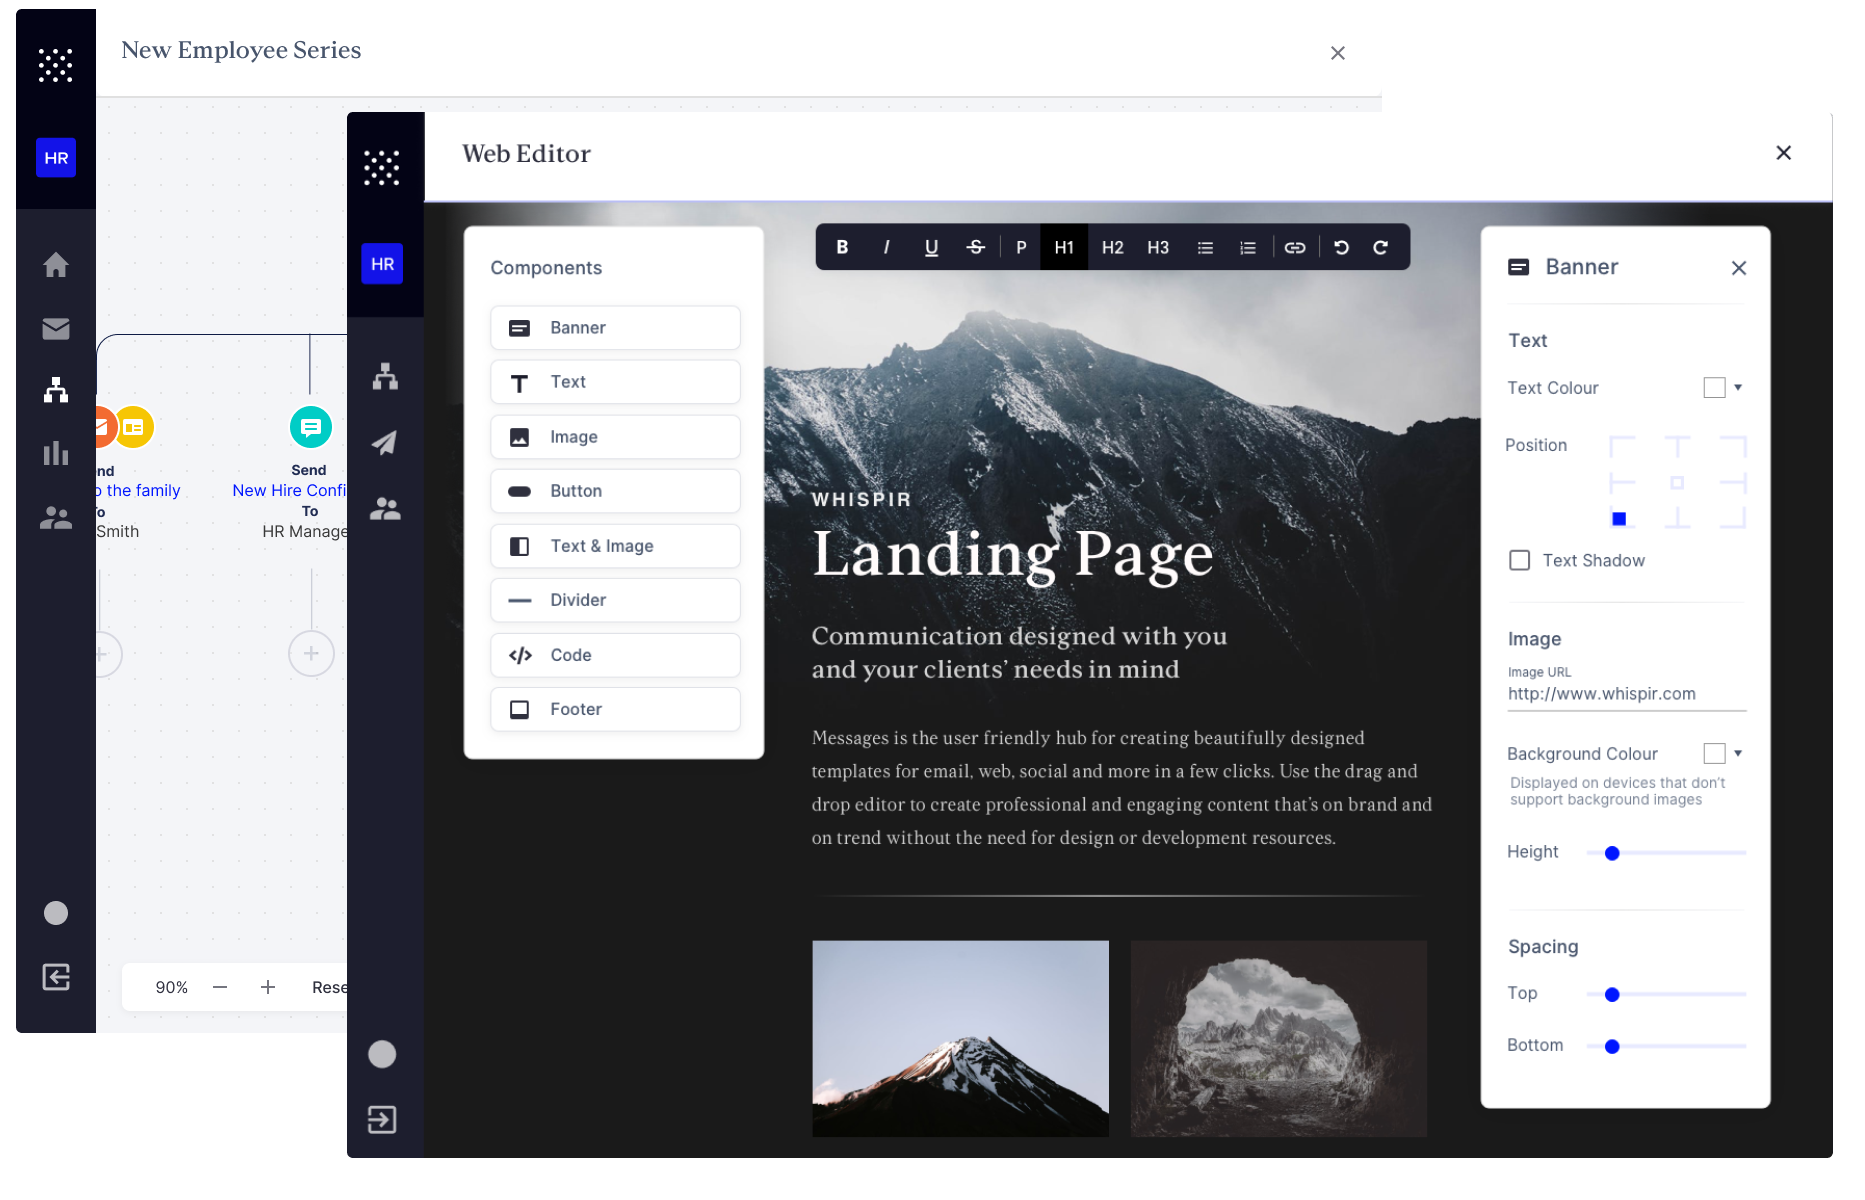 New Employee Series
HR
Send
the family
To
Smith
Send
New Hire
To
HR
90%
Web Editor
HR
Components
Banner
Text
Image
Button
Text & Image
Divider
Code
Footer
B I U S P H1 H2 H3
WHISPIR
Landing Page
Communication designed with you
and your clients’ needs in mind
Messages is the user friendly hub for creating beautifully designed
templates for email, web, social and more in a few clicks. Use the drag and
drop editor to create professional and engaging content that’s on brand and
on trend without the need for design or development resources.
Banner
Text
Text Colour
Position
Text Shadow
Image
Image URL
http://www.whispir.com
Background Colour
Displayed on devices that don’t
support background images
Height
Spacing
Top
Bottom